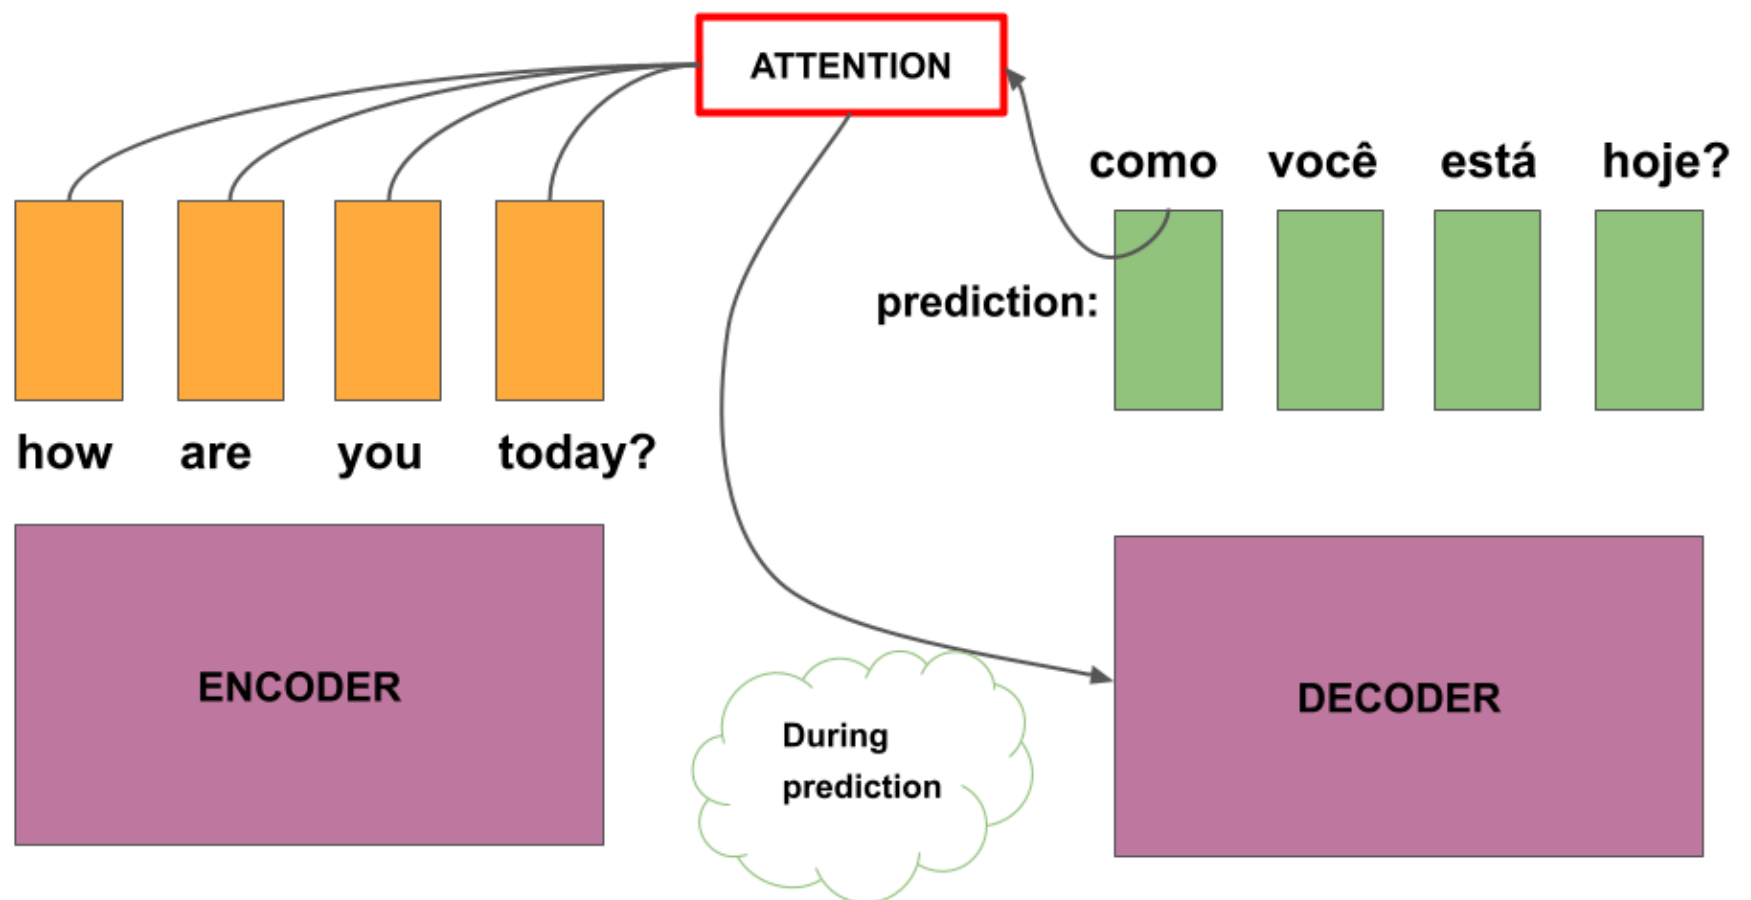 ATTENTION
como você está hoje?
prediction:
how are you today?
ENCODER
DECODER
During
prediction